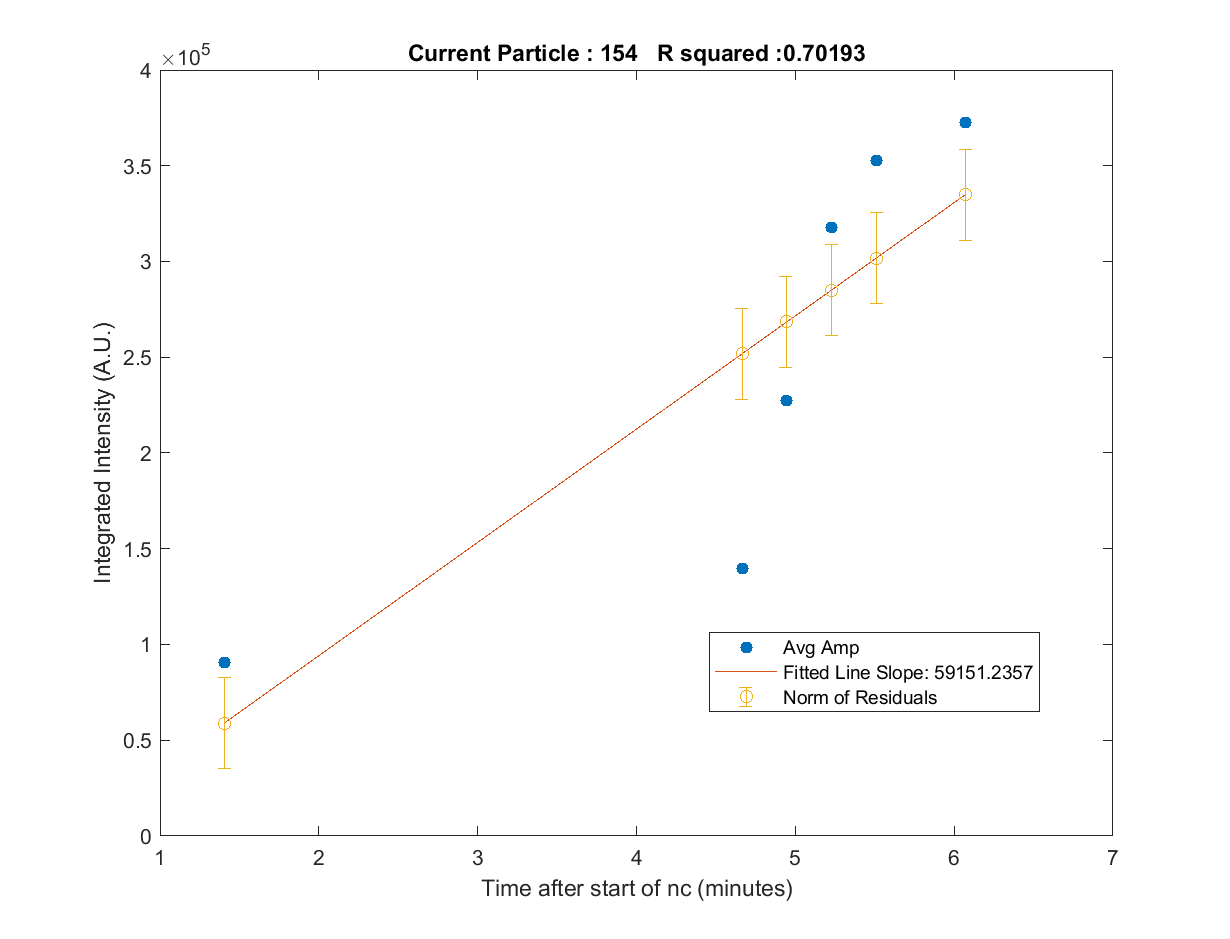 Current Particle : 154   R squared :0.70193
×10^5
4
3.5
3
2.5
2
1.5
1
0.5
0
Integrated Intensity (A.U.)
Avg Amp
Fitted Line Slope: 59151.2357
Norm of Residuals
1 2 3 4 5 6 7
Time after start of nc (minutes)